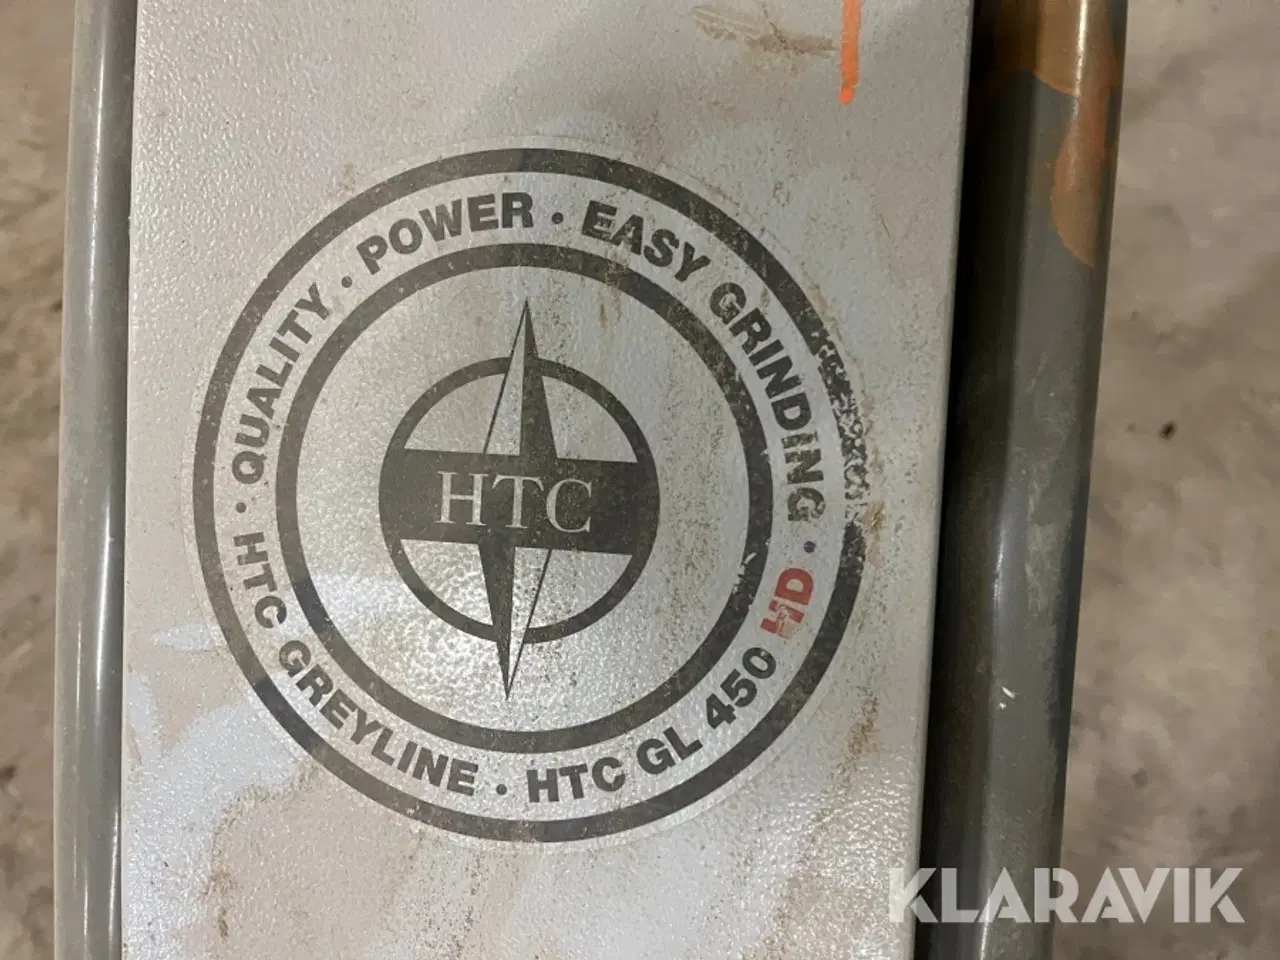 QUALITY · POWER · EASY GRINDING ·
HTC GREYLINE · HTC GL 450 HD ·
HTC
KLARAVIK